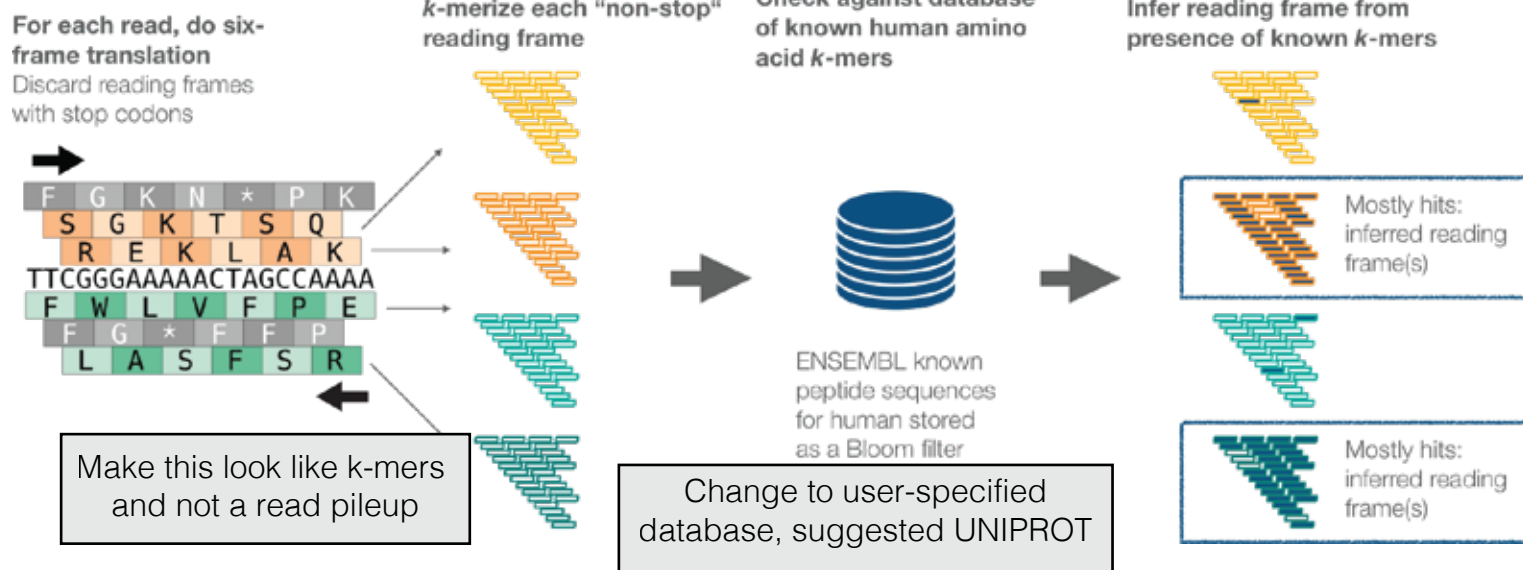 For each read, do six-
frame translation
Discard reading frames
with stop codons
k-merize each "non-stop"
reading frame
Check against database
of known human amino
acid k-mers
Infer reading frame from
presence of known k-mers
F G K N * P K
S G K T S Q
R E K L A K
TTCGGGAAAAACTAGCCAAAA
F W L V F P E
F G * F F P
L A S F S R
Make this look like k-mers
and not a read pileup
ENSEMBL known
peptide sequences
for human stored
as a Bloom filter
Change to user-specified
database, suggested UNIPROT
Mostly hits:
inferred reading
frame(s)
Mostly hits:
inferred reading
frame(s)